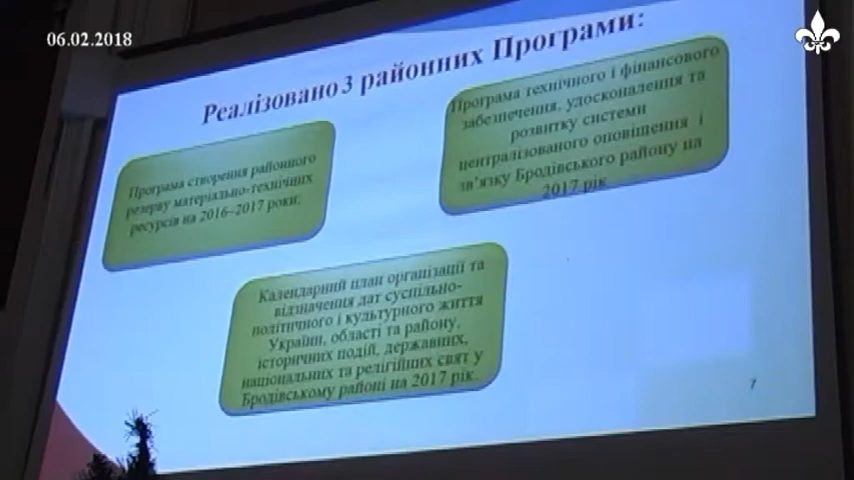 06.02.2018
Реалізовано 3 районних Програми:
Програма створення районного
резерву матеріально-технічних
ресурсів на 2016–2017 роки;
Програма технічного і фінансового
забезпечення, удосконалення та
розвитку системи
централізованого оповіщення і
зв’язку Бродівського району на
2017 рік
Календарний план організації та
відзначення дат суспільно-
політичного і культурного життя
України, області та району,
історичних подій, державних,
національних та релігійних свят у
Бродівському районі на 2017 рік.
7